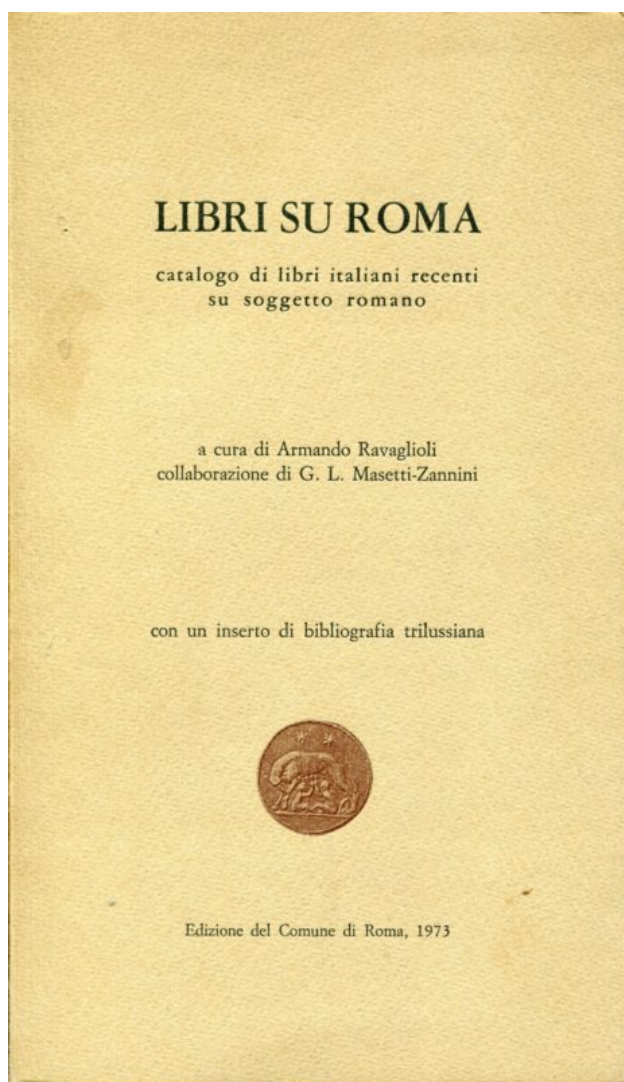 LIBRI SU ROMA
catalogo di libri italiani recenti
su soggetto romano
a cura di Armando Ravaglioli
collaborazione di G. L. Masetti-Zannini
con un inserto di bibliografia trilussiana
Edizione del Comune di Roma, 1973